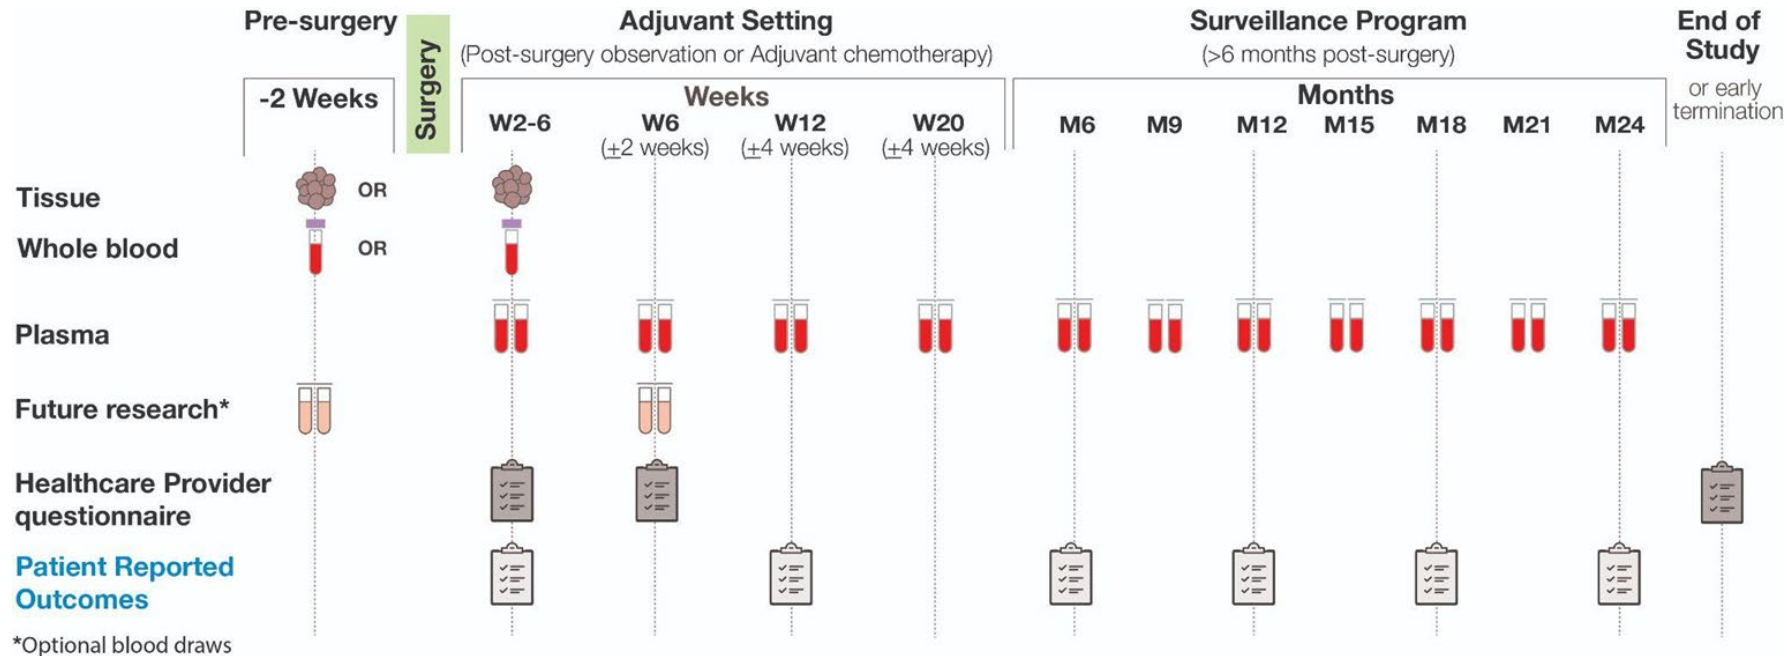 Pre-surgery
Surgery
Adjuvant Setting
(Post-surgery observation or Adjuvant chemotherapy)
Surveillance Program
(>6 months post-surgery)
End of
Study
or early
termination
-2 Weeks
Weeks
W2-6
W6
(±2 weeks)
W12
(±4 weeks)
W20
(±4 weeks)
Months
M6
M9
M12
M15
M18
M21
M24
Tissue
OR
Whole blood
OR
Plasma
Future research*
Healthcare Provider
questionnaire
Patient Reported
Outcomes
*Optional blood draws